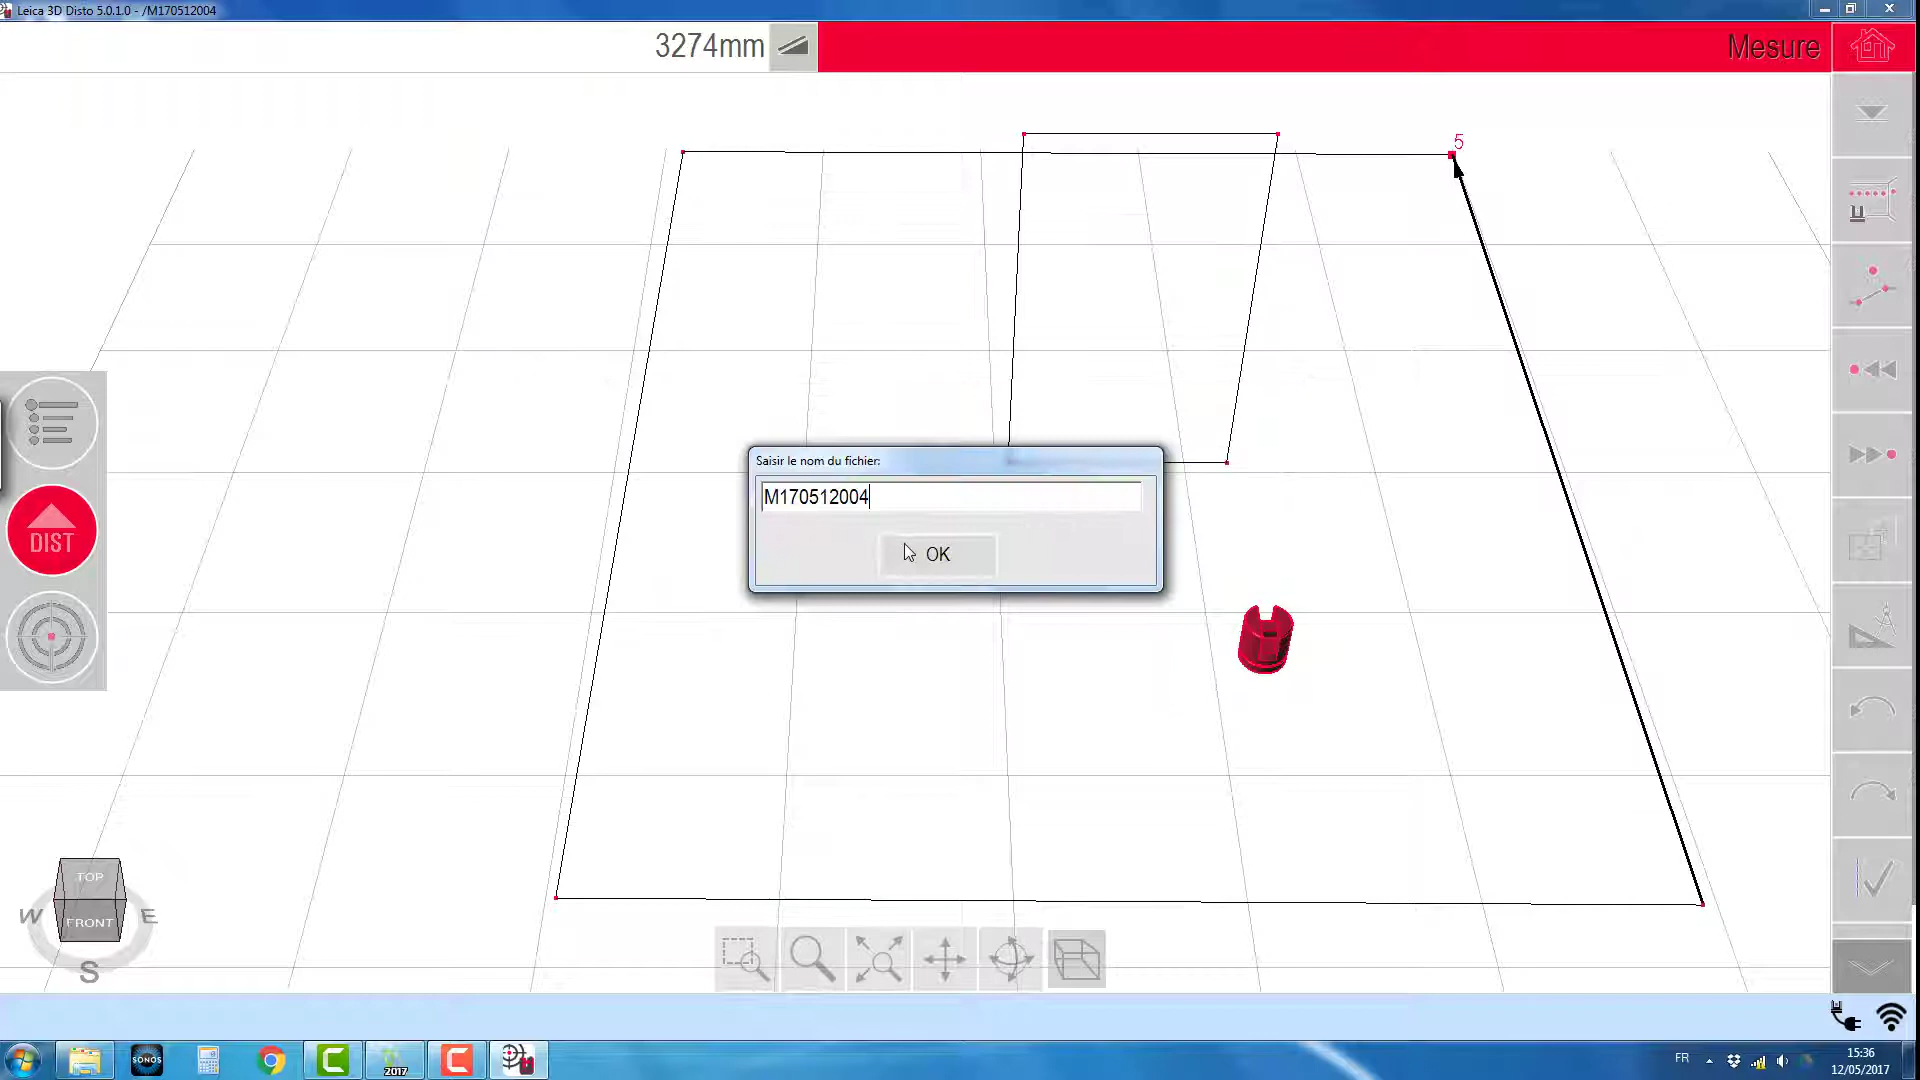 Leica 3D Disto 5.0.1.0 - /M170512004
3274mm
Mesure
5
Saisir le nom du fichier:
M170512004
OK
DIST
TOP
FRONT
W
E
S
SONOS
2017
FR
15:36
12/05/2017